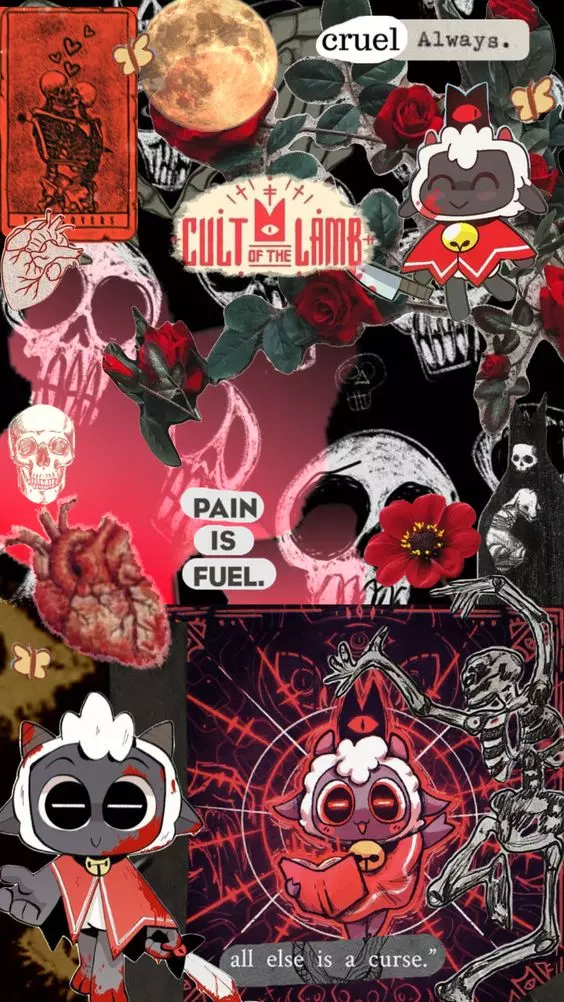 cruel Always.
CULT
OF THE
LAMB
PAIN
IS
FUEL.
all else is a curse.”